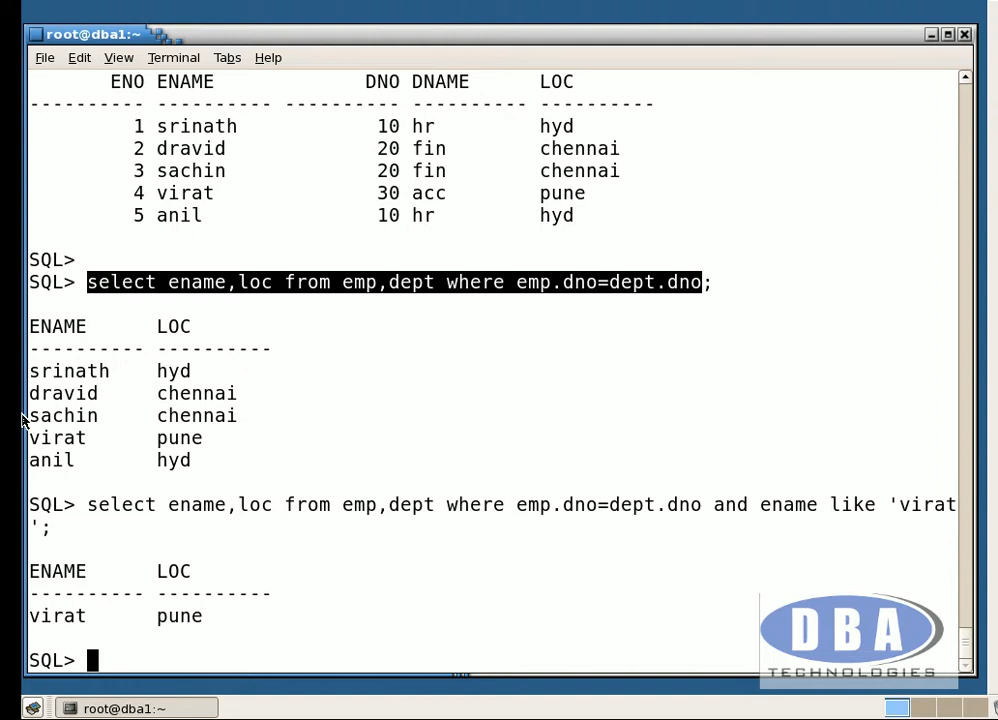 root@dba1:~
File Edit View Terminal Tabs Help
ENO ENAME DNO DNAME LOC
---------- ---------- ---------- ---------- ----------
1 srinath 10 hr hyd
2 dravid 20 fin chennai
3 sachin 20 fin chennai
4 virat 30 acc pune
5 anil 10 hr hyd
SQL>
SQL> select ename,loc from emp,dept where emp.dno=dept.dno;
ENAME LOC
---------- ----------
srinath hyd
dravid chennai
sachin chennai
virat pune
anil hyd
SQL> select ename,loc from emp,dept where emp.dno=dept.dno and ename like 'virat
';
ENAME LOC
---------- ----------
virat pune
SQL>
DBA
TECHNOLOGIES
root@dba1:~